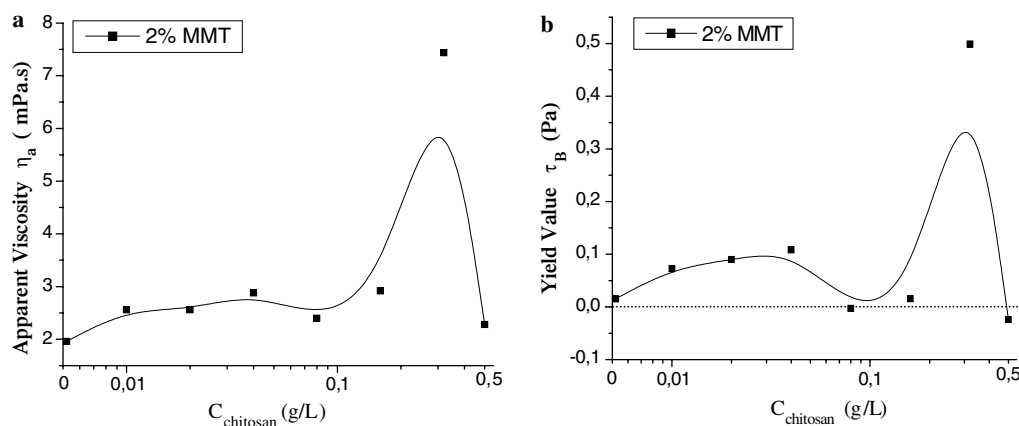 a
2% MMT
8
7
6
5
4
3
2
0
0,01
0,1
0,5
Apparent Viscosity η_a ( mPa.s)
C_chitosan (g/L)
b
2% MMT
0,5
0,4
0,3
0,2
0,1
0,0
-0,1
0
0,01
0,1
0,5
Yield Value τ_B (Pa)
C_chitosan (g/L)